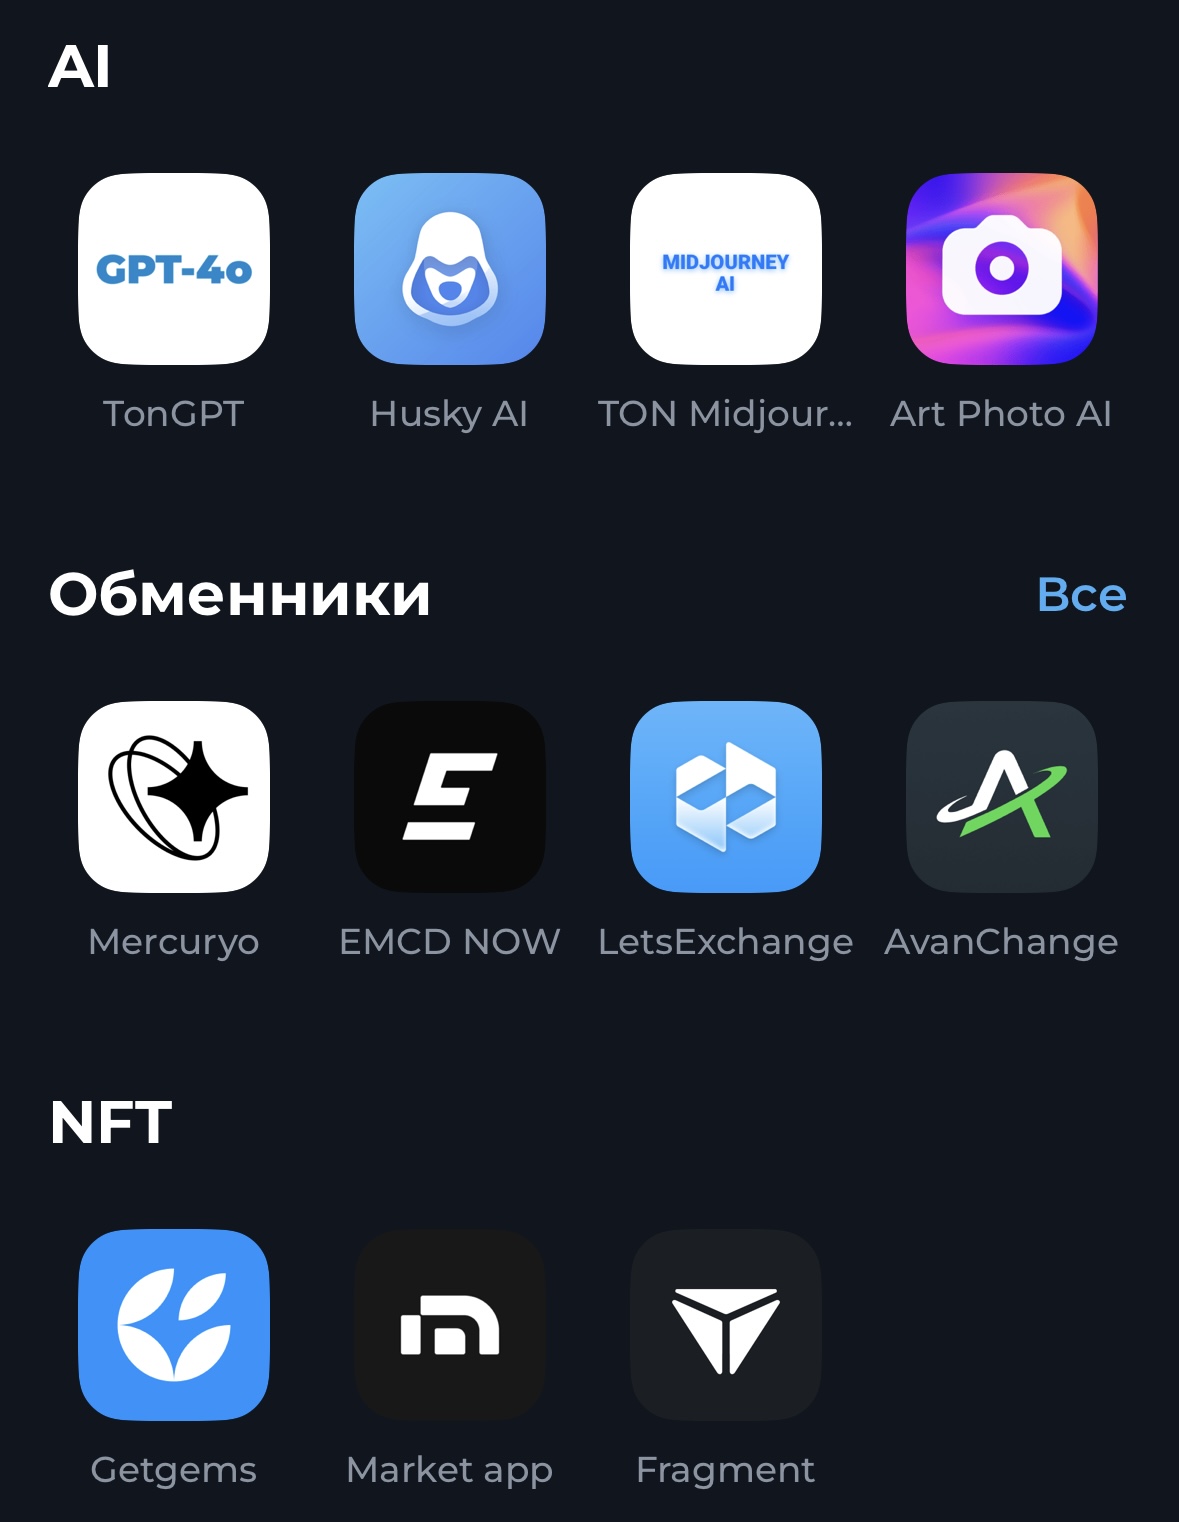 AI
GPT-4o
MIDJOURNEY
AI
TonGPT
Husky AI
TON Midjour...
Art Photo AI
Обменники
Все
Mercuryo
EMCD NOW
LetsExchange
AvanChange
NFT
Getgems
Market app
Fragment